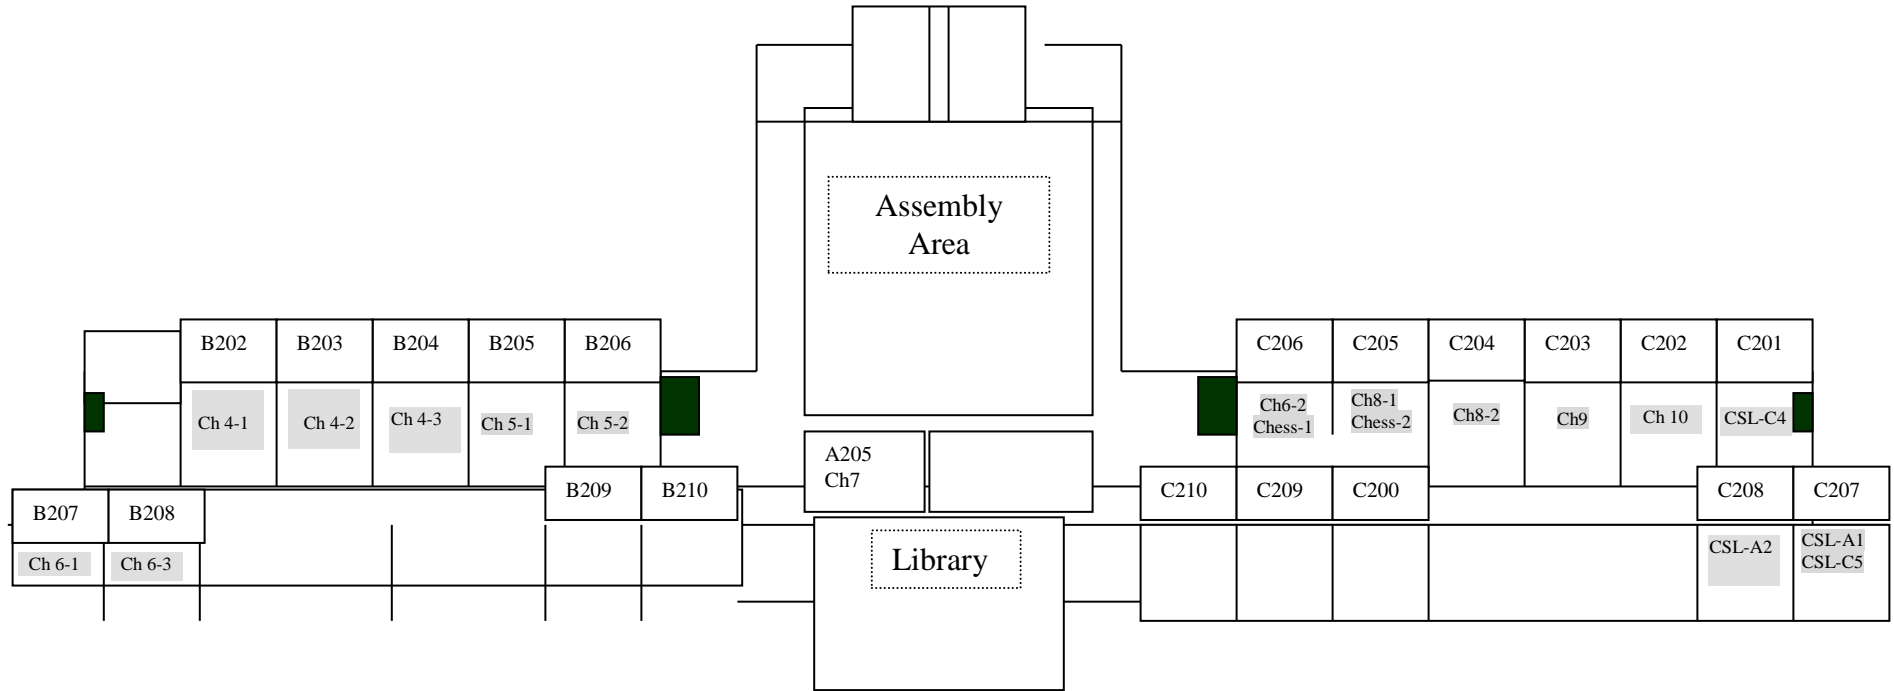 Assembly
Area
B202
B203
B204
B205
B206
C206
C205
C204
C203
C202
C201
Ch 4-1
Ch 4-2
Ch 4-3
Ch 5-1
Ch 5-2
Ch6-2
Chess-1
Ch8-1
Chess-2
Ch8-2
Ch9
Ch 10
CSL-C4
A205
Ch7
B209
B210
C210
C209
C200
C208
C207
B207
B208
Ch 6-1
Ch 6-3
Library
CSL-A2
CSL-A1
CSL-C5